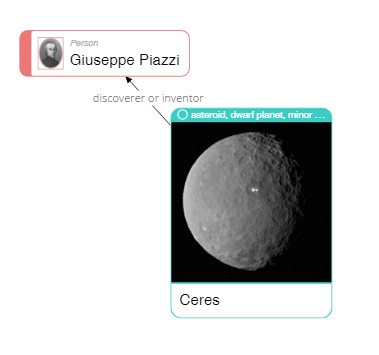 Person
Giuseppe Piazzi
discoverer or inventor
asteroid, dwarf planet, minor ...
Ceres